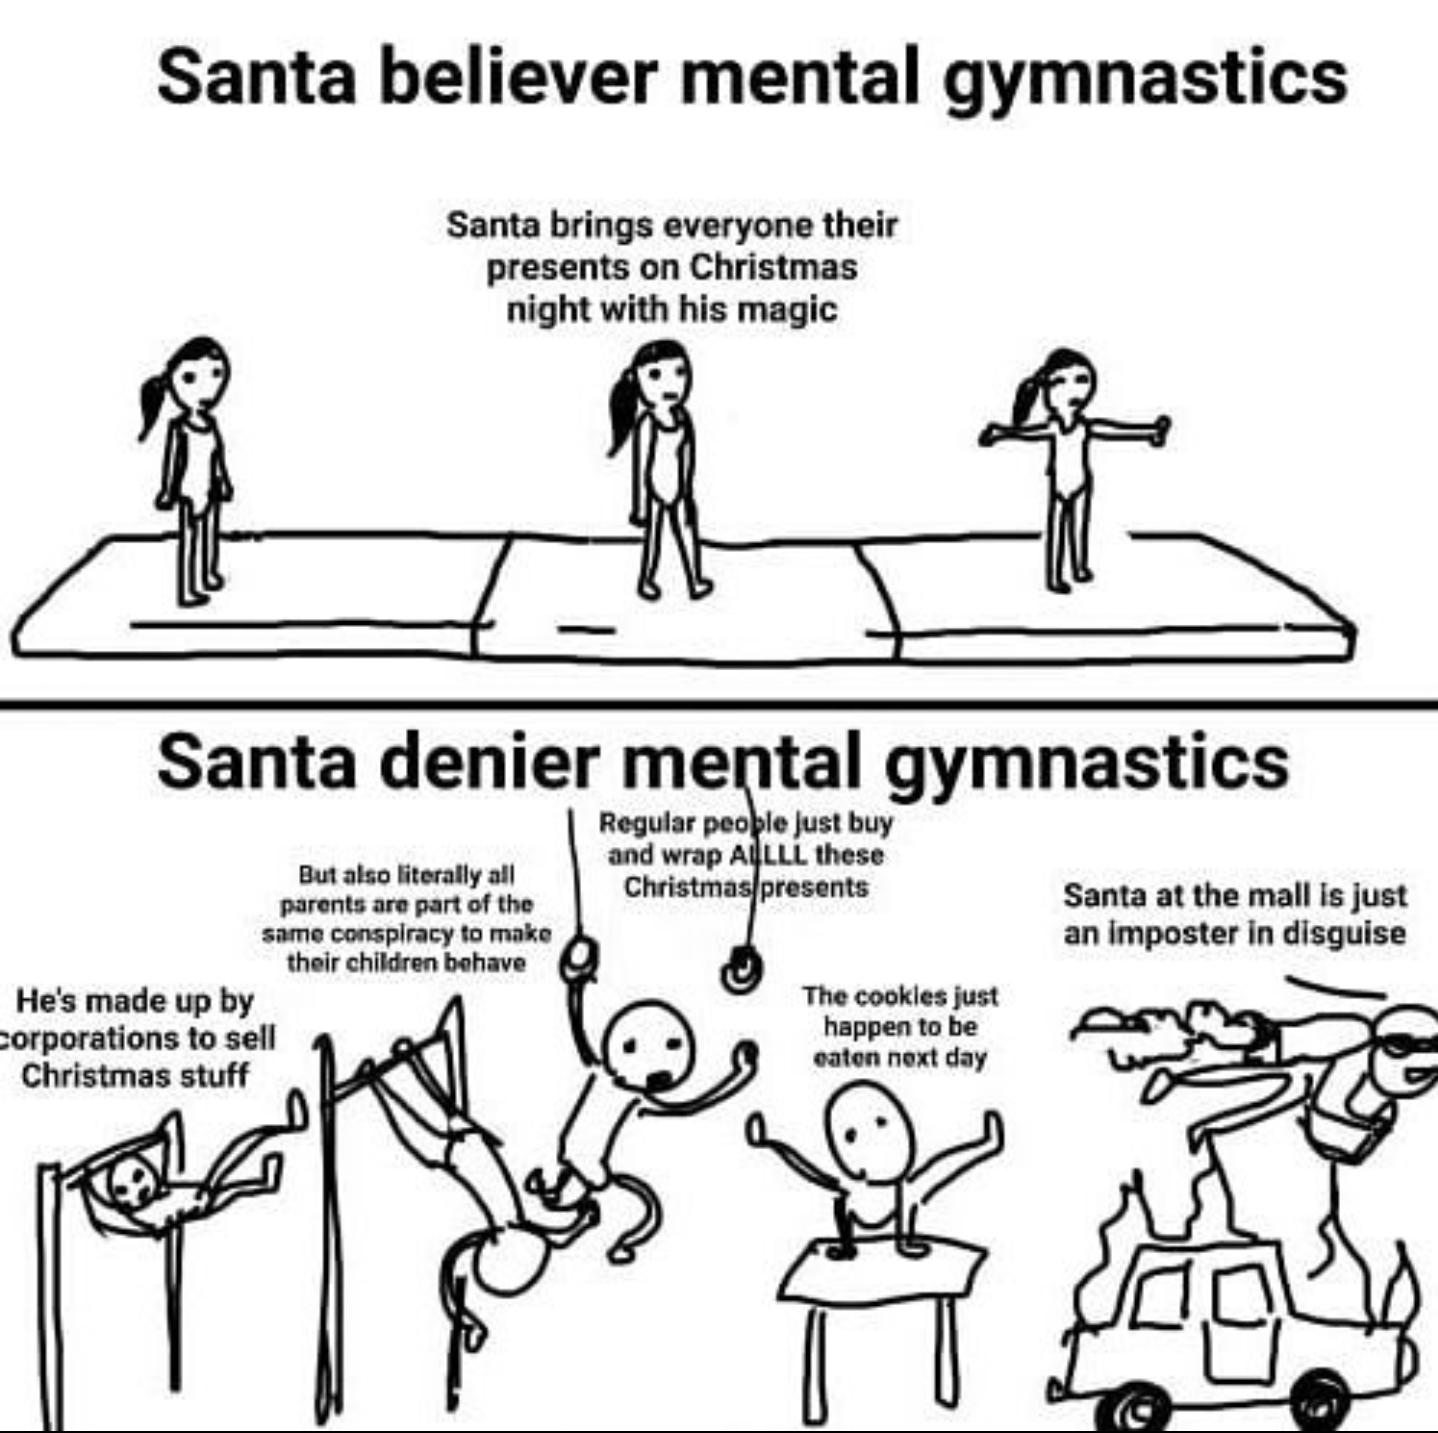 Santa believer mental gymnastics
Santa brings everyone their
presents on Christmas
night with his magic
Santa denier mental gymnastics
He's made up by
corporations to sell
Christmas stuff
But also literally all
parents are part of the
same conspiracy to make
their children behave
Regular people just buy
and wrap ALLLL these
Christmas presents
The cookies just
happen to be
eaten next day
Santa at the mall is just
an imposter in disguise